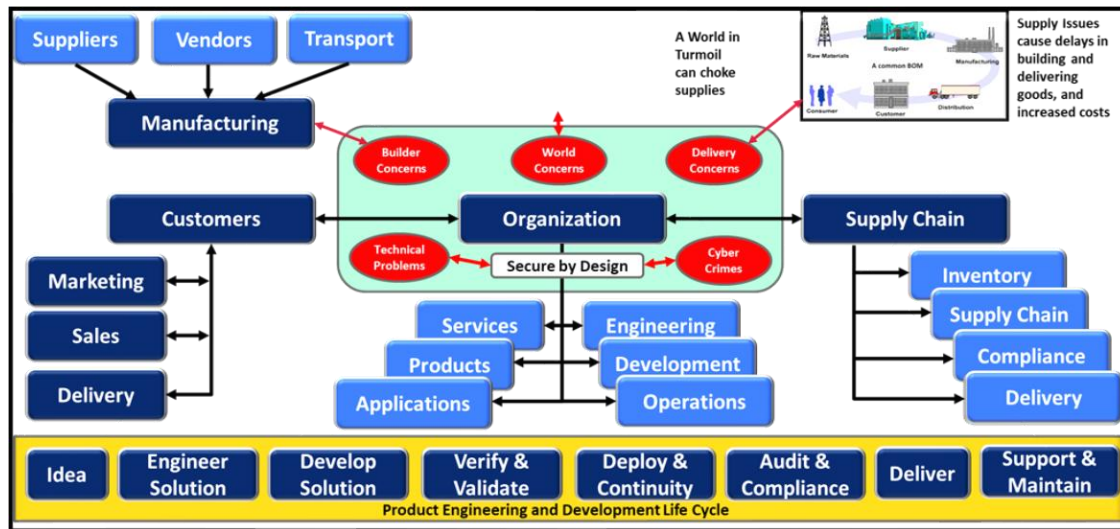 Suppliers
Vendors
Transport
Manufacturing
A World in
Turmoil
can choke
supplies
Raw Materials
Supplier
A common BOM
Manufacturing
Consumer
Customer
Distribution
Supply Issues
cause delays in
building and
delivering
goods, and
increased costs
Builder
Concerns
World
Concerns
Delivery
Concerns
Customers
Organization
Supply Chain
Technical
Problems
Secure by Design
Cyber
Crimes
Marketing
Sales
Delivery
Services
Engineering
Products
Development
Applications
Operations
Inventory
Supply Chain
Compliance
Delivery
Idea
Engineer
Solution
Develop
Solution
Verify &
Validate
Deploy &
Continuity
Audit &
Compliance
Deliver
Support &
Maintain
Product Engineering and Development Life Cycle